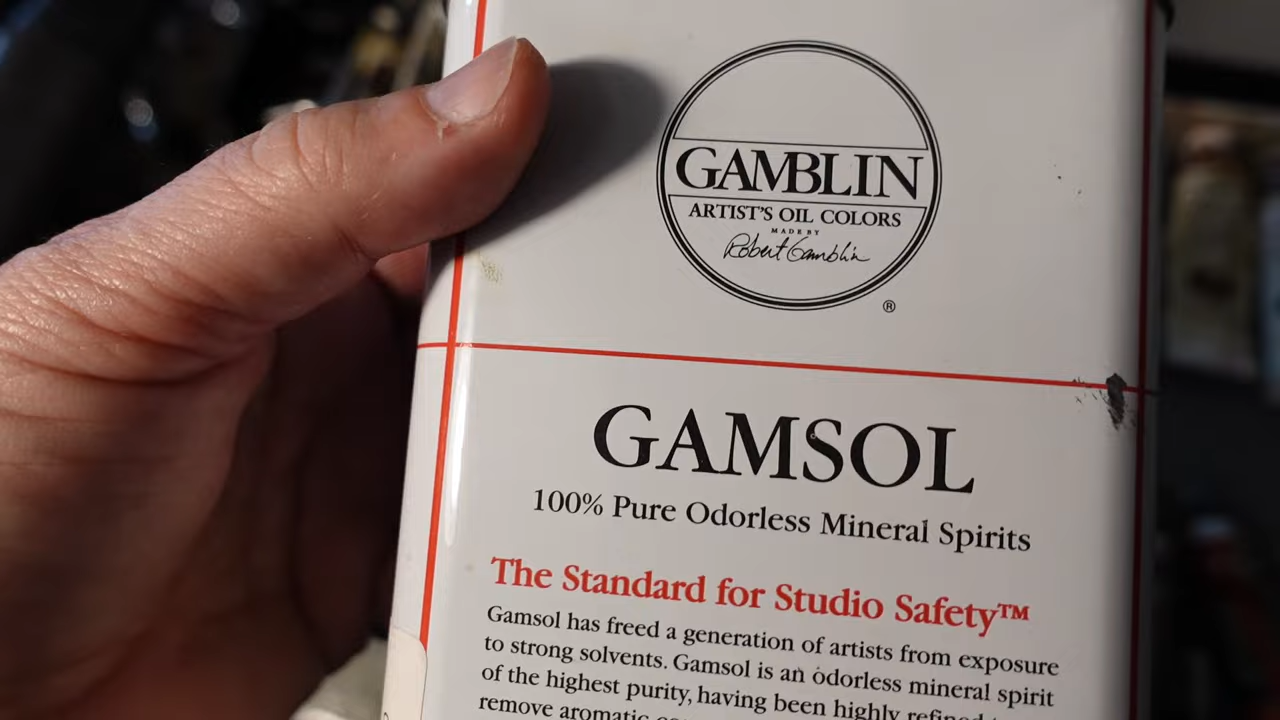 GAMBLIN
ARTIST'S OIL COLORS
MADE BY
Robert Gamblin
®
GAMSOL
100% Pure Odorless Mineral Spirits
The Standard for Studio Safety™
Gamsol has freed a generation of artists from exposure
to strong solvents. Gamsol is an odorless mineral spirit
of the highest purity, having been highly refined
remove aromatic